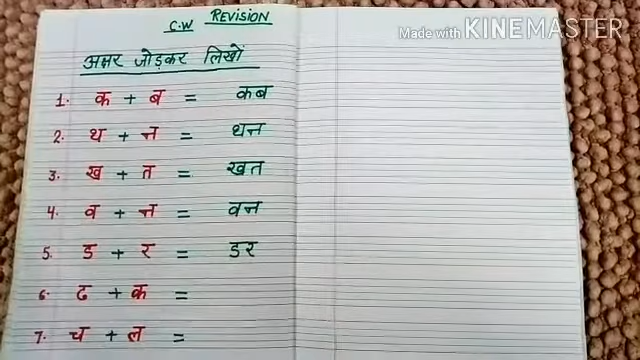 REVISION
C.W
Made with KINEMASTER
अक्षर जोड़कर लिखों
1. क + ब = कब
2. थ + न = थन
3. ख + त = खत
4. व + न = वन
5. ड + र = डर
6. ढ + क =
7. च + ल =